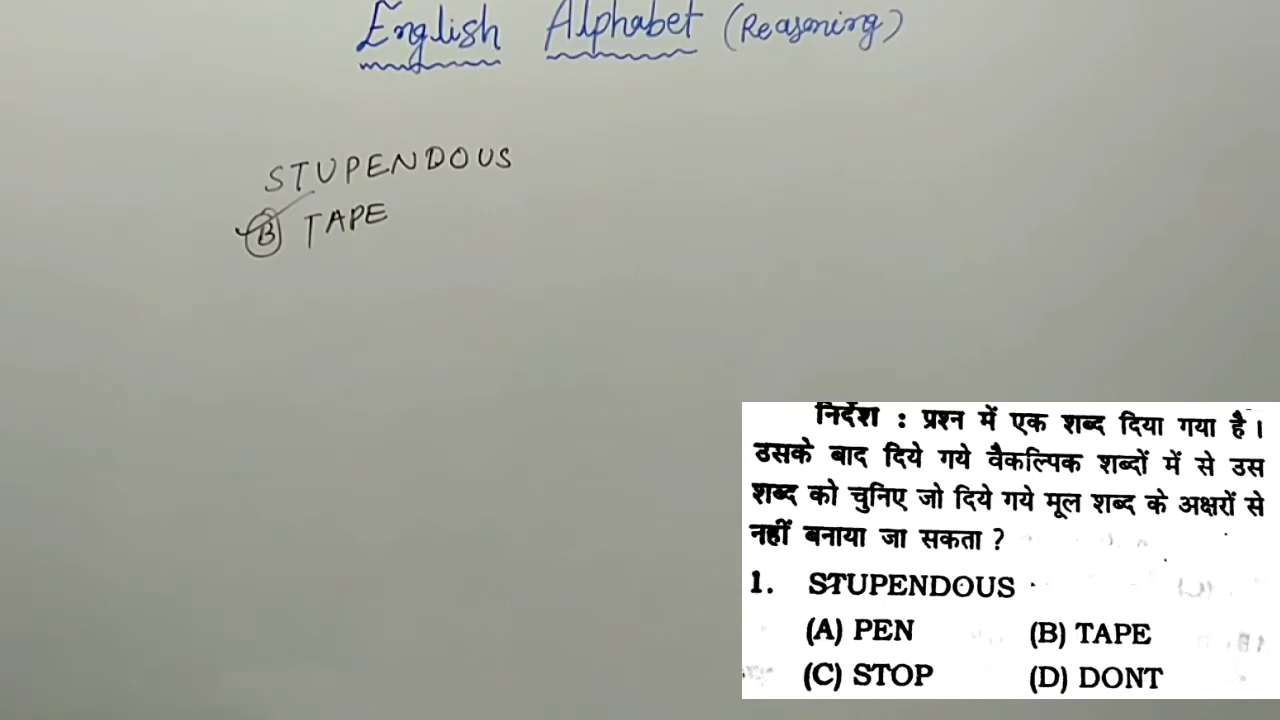 English Alphabet (Reasoning)
STUPENDOUS
(B) TAPE
निर्देश : प्रश्न में एक शब्द दिया गया है।
उसके बाद दिये गये वैकल्पिक शब्दों में से उस
शब्द को चुनिए जो दिये गये मूल शब्द के अक्षरों से
नहीं बनाया जा सकता ?
1. STUPENDOUS
(A) PEN (B) TAPE
(C) STOP (D) DONT